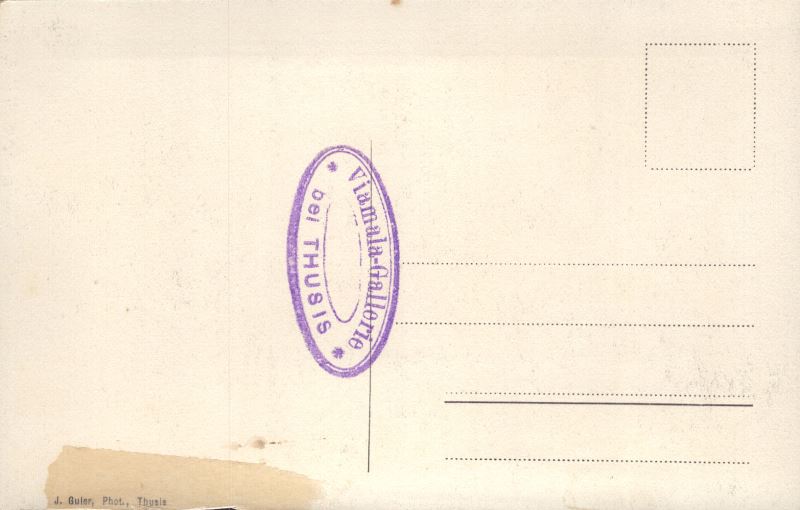 Viamala-Gallerie
bei THUSIS
J. Guler, Phot., Thusis